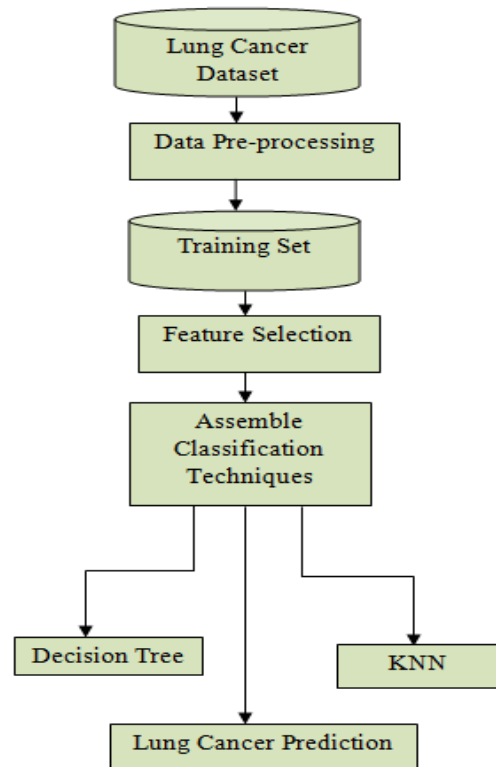 Lung Cancer
Dataset
Data Pre-processing
Training Set
Feature Selection
Assemble
Classification
Techniques
Decision Tree
KNN
Lung Cancer Prediction